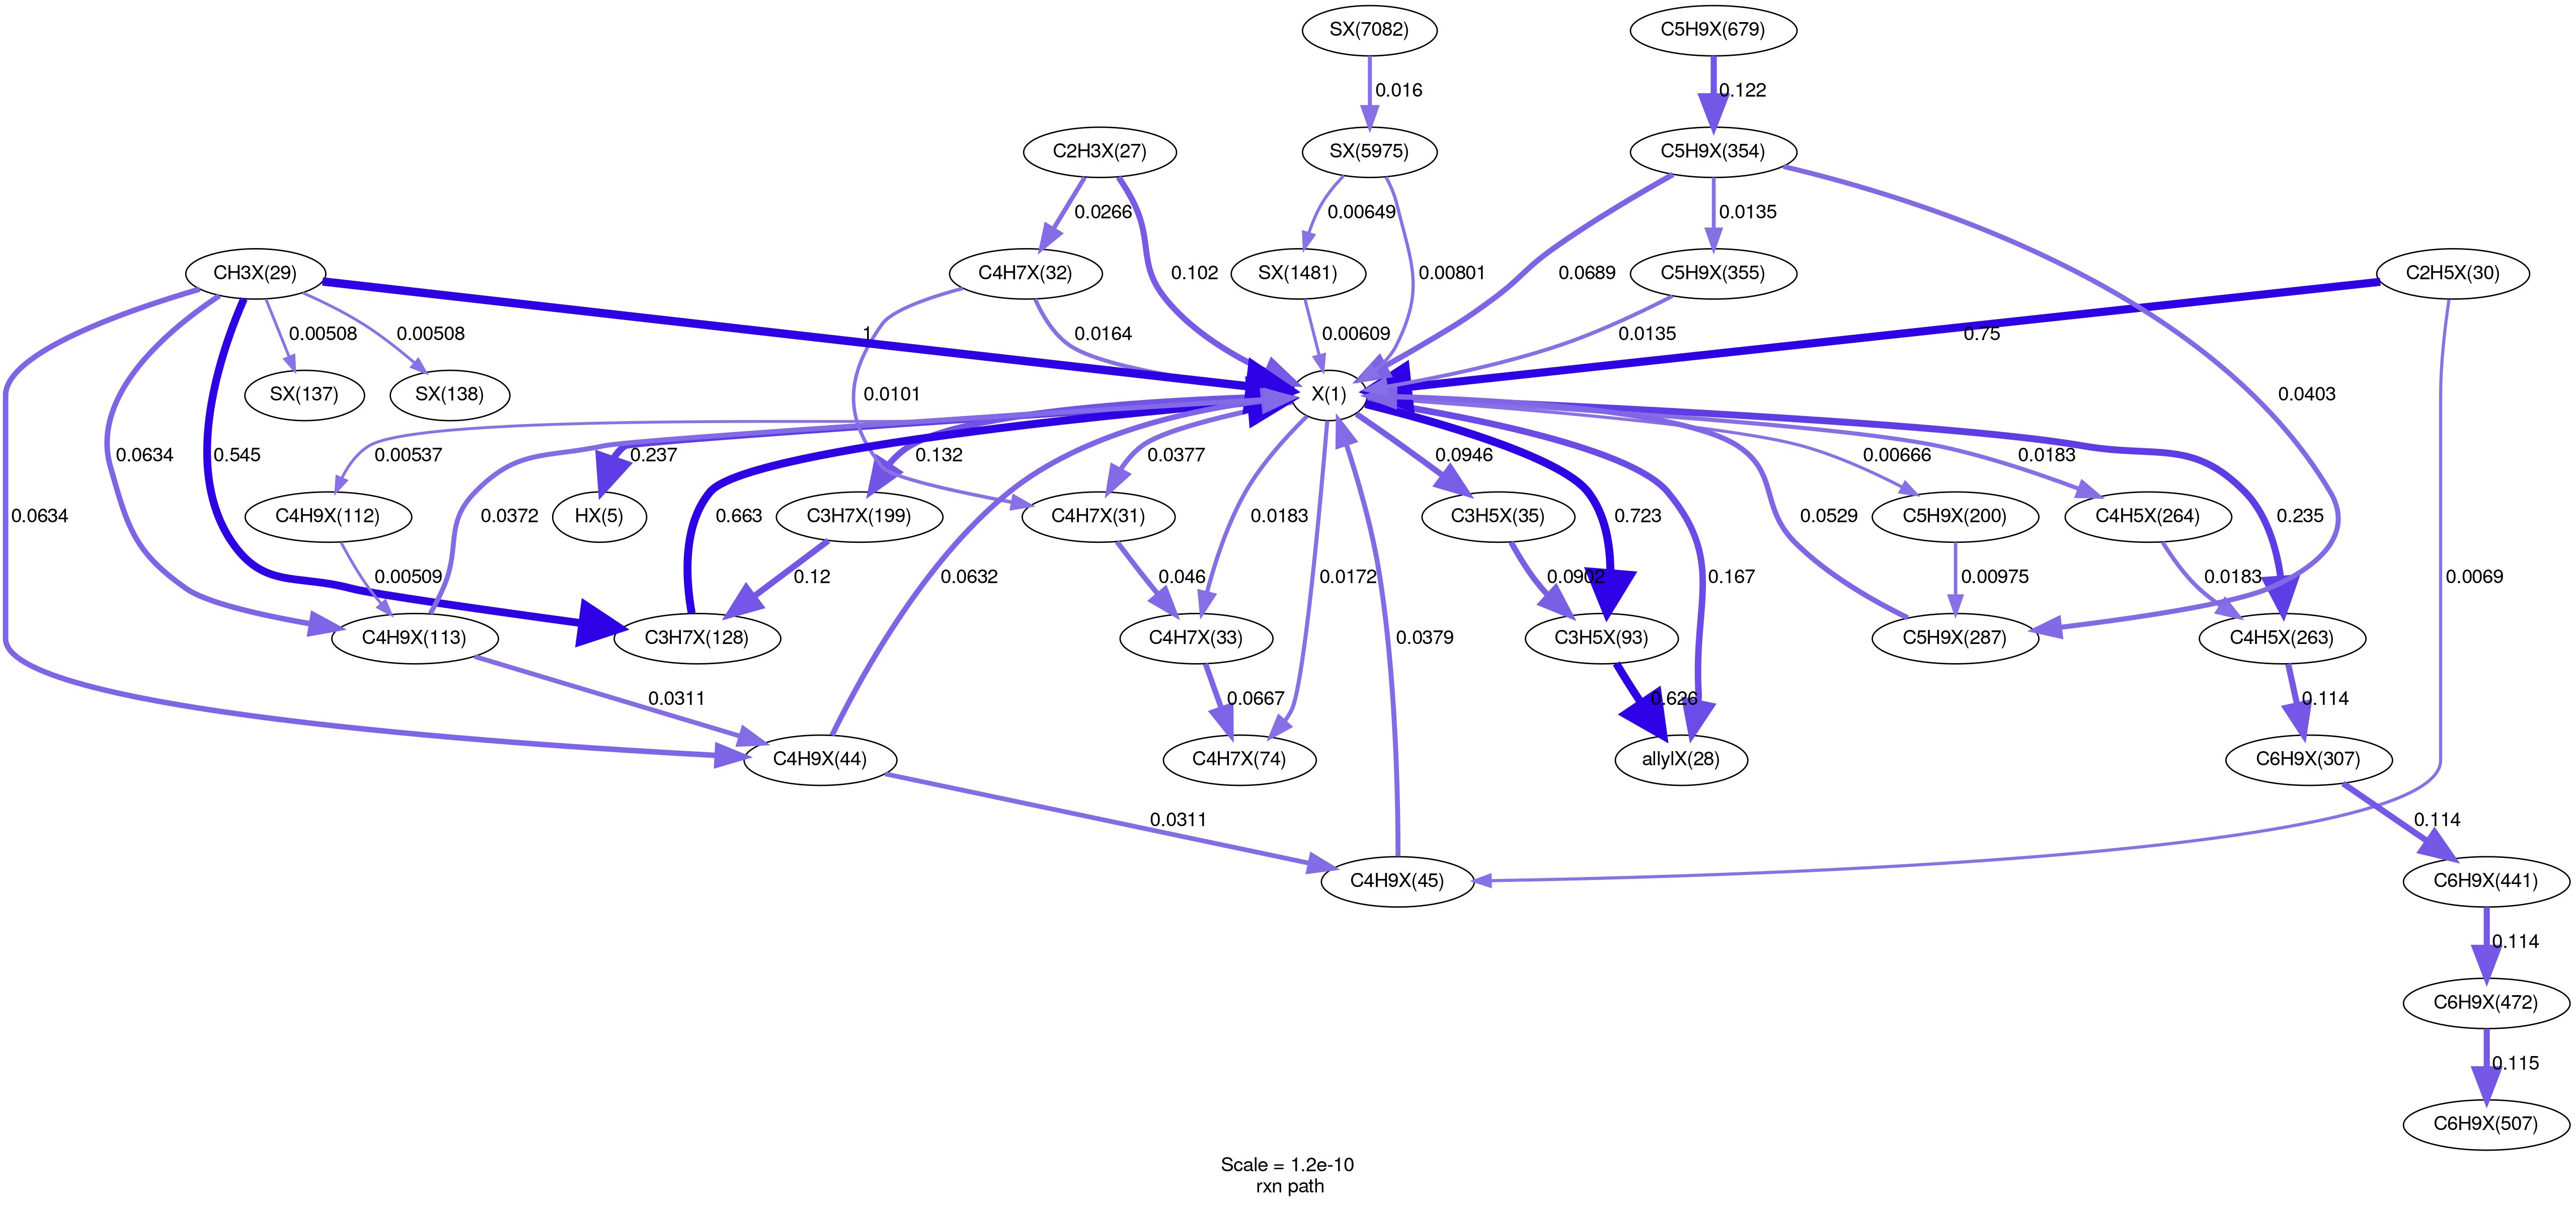 SX(7082)
C5H9X(679)
0.016
0.122
C2H3X(27)
SX(5975)
C5H9X(354)
0.0266
0.00649
0.0135
CH3X(29)
C4H7X(32)
0.102
SX(1481)
0.00801
0.0689
C5H9X(355)
C2H5X(30)
0.00508
0.00508
1
0.0164
0.00609
0.0135
0.75
SX(137)
SX(138)
0.0101
X(1)
0.0403
0.0634
0.0634
0.545
0.00537
0.237
0.132
0.0377
0.0946
0.00666
0.0183
C4H9X(112)
HX(5)
0.0372
0.663
C3H7X(199)
C4H7X(31)
0.0183
C3H5X(35)
0.723
0.0529
C5H9X(200)
C4H5X(264)
0.235
0.00509
0.12
0.046
0.0172
0.0902
0.167
0.00975
0.0183
0.0069
C4H9X(113)
C3H7X(128)
0.0632
C4H7X(33)
0.0379
C3H5X(93)
C5H9X(287)
C4H5X(263)
0.0311
0.0667
0.626
0.114
C4H9X(44)
C4H7X(74)
allylX(28)
C6H9X(307)
0.0311
0.114
C4H9X(45)
C6H9X(441)
0.114
C6H9X(472)
0.115
C6H9X(507)
Scale = 1.2e-10
rxn path